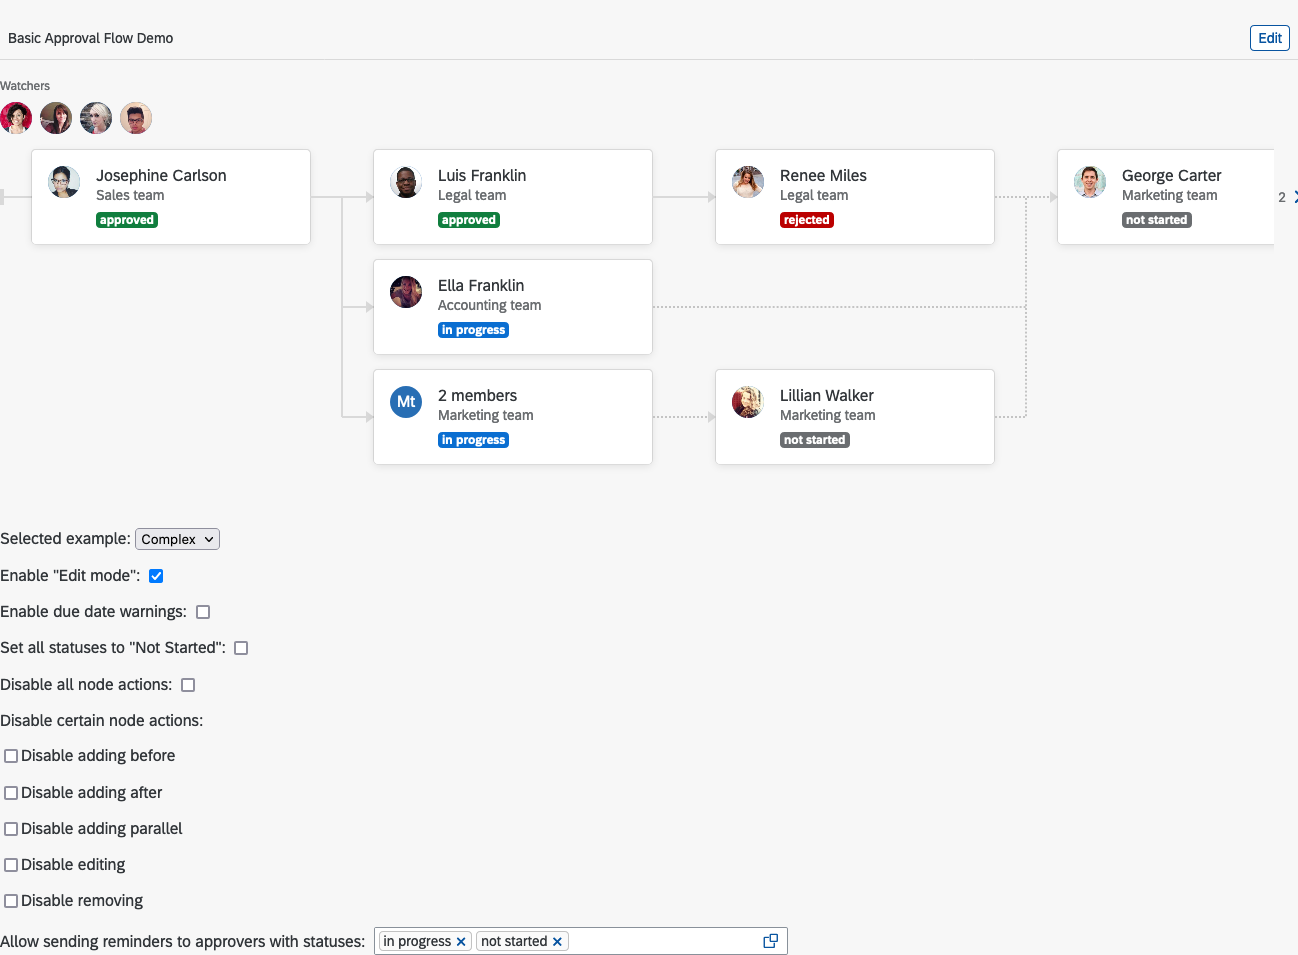 Basic Approval Flow Demo
Edit
Watchers
Josephine Carlson
Sales team
approved
Luis Franklin
Legal team
approved
Renee Miles
Legal team
rejected
George Carter
Marketing team
not started
2
Ella Franklin
Accounting team
in progress
Mt
2 members
Marketing team
in progress
Lillian Walker
Marketing team
not started
Selected example: Complex
Enable "Edit mode":
Enable due date warnings:
Set all statuses to "Not Started":
Disable all node actions:
Disable certain node actions:
Disable adding before
Disable adding after
Disable adding parallel
Disable editing
Disable removing
Allow sending reminders to approvers with statuses: in progress not started